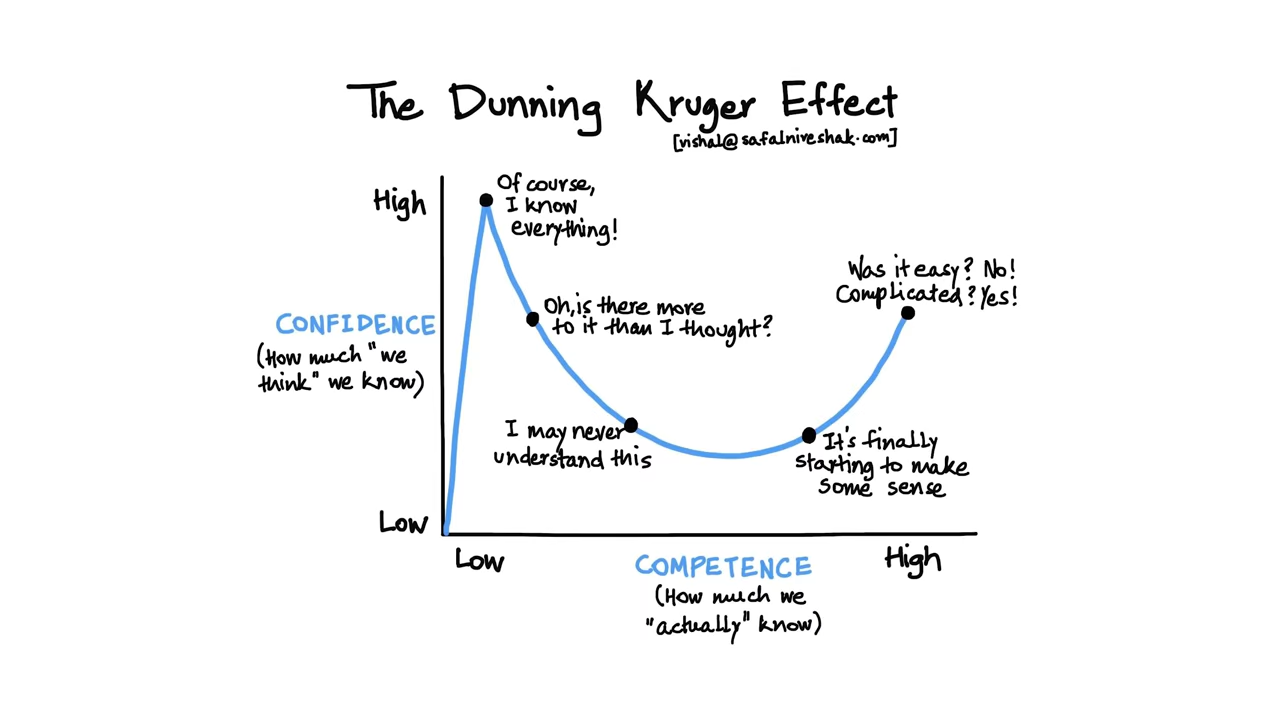 The Dunning Kruger Effect
[vishal@safalniveshak.com]
High
Of course,
I know
everything!
Was it easy? No!
Complicated? Yes!
Oh, is there more
to it than I thought?
CONFIDENCE
(How much "we
think" we know)
I may never
understand this
It's finally
starting to make
some sense
Low
Low
COMPETENCE
High
(How much we
"actually" know)